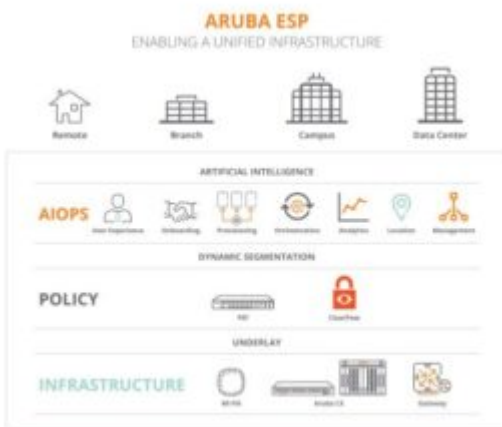 ARUBA ESP
ENABLING A UNIFIED INFRASTRUCTURE
Remote Branch Campus Data Center
ARTIFICIAL INTELLIGENCE
AIOPS
User Experience Onboarding Provisioning Orchestration Analytics Location Management
DYNAMIC SEGMENTATION
POLICY
ClearPass
UNDERLAY
INFRASTRUCTURE
Aruba CX Gateway